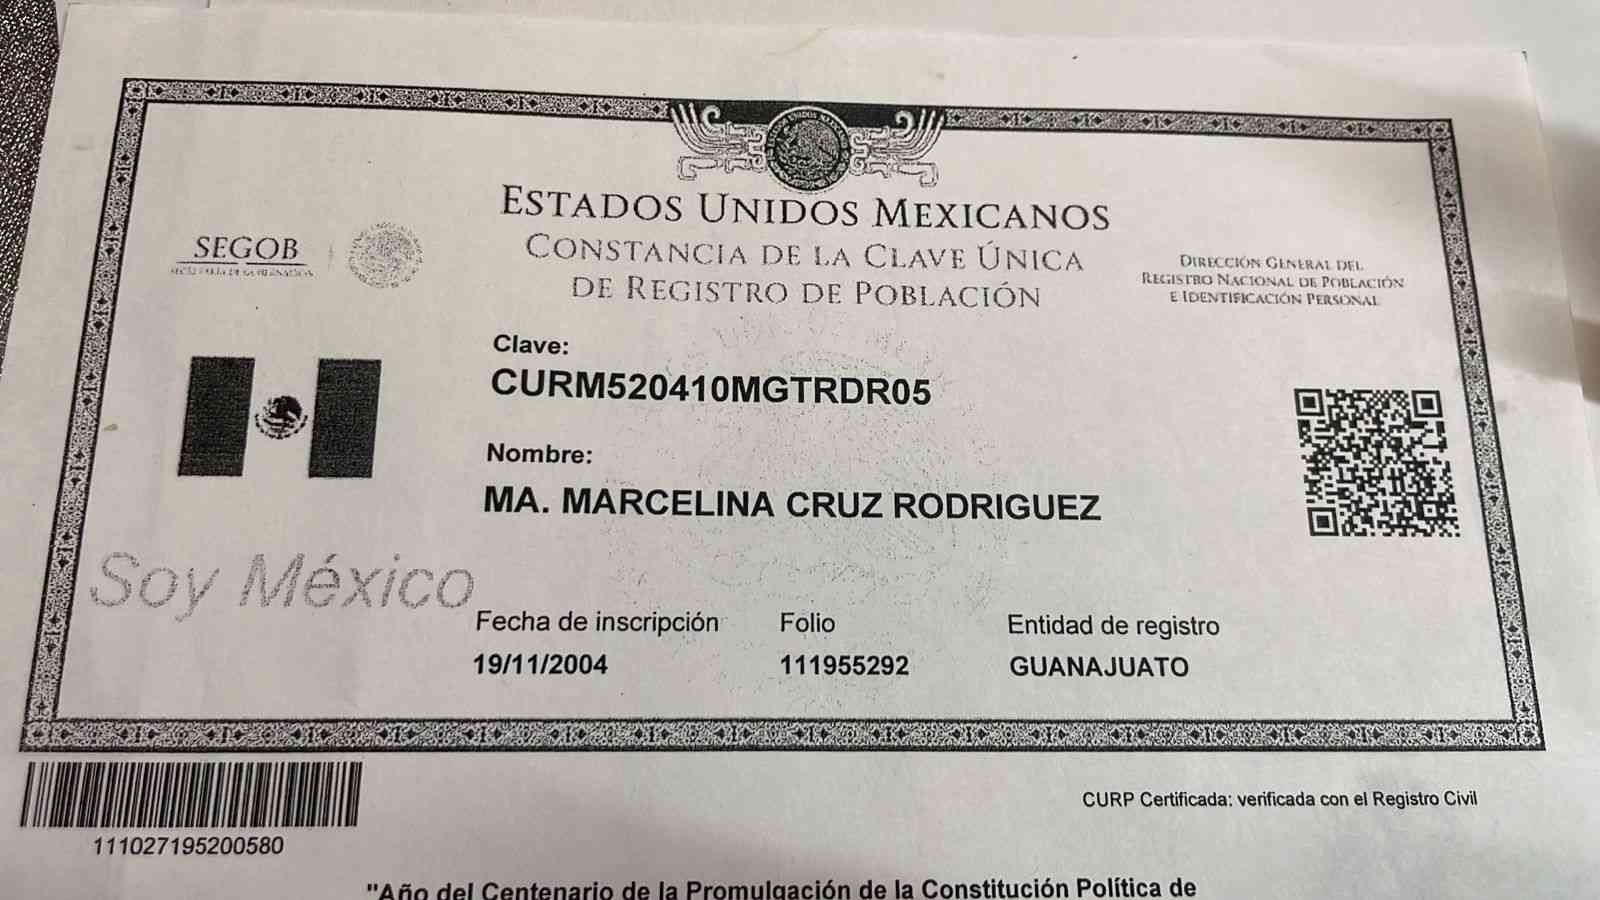 ESTADOS UNIDOS MEXICANOS
CONSTANCIA DE LA CLAVE ÚNICA
DE REGISTRO DE POBLACIÓN
SEGOB
SECRETARÍA DE GOBERNACIÓN
DIRECCIÓN GENERAL DEL
REGISTRO NACIONAL DE POBLACIÓN
E IDENTIFICACIÓN PERSONAL
Clave:
CURM520410MGTRDR05
Nombre:
MA. MARCELINA CRUZ RODRIGUEZ
Soy México
Fecha de inscripción Folio Entidad de registro
19/11/2004 111955292 GUANAJUATO
111027195200580
CURP Certificada: verificada con el Registro Civil
"Año del Centenario de la Promulgación de la Constitución Política de